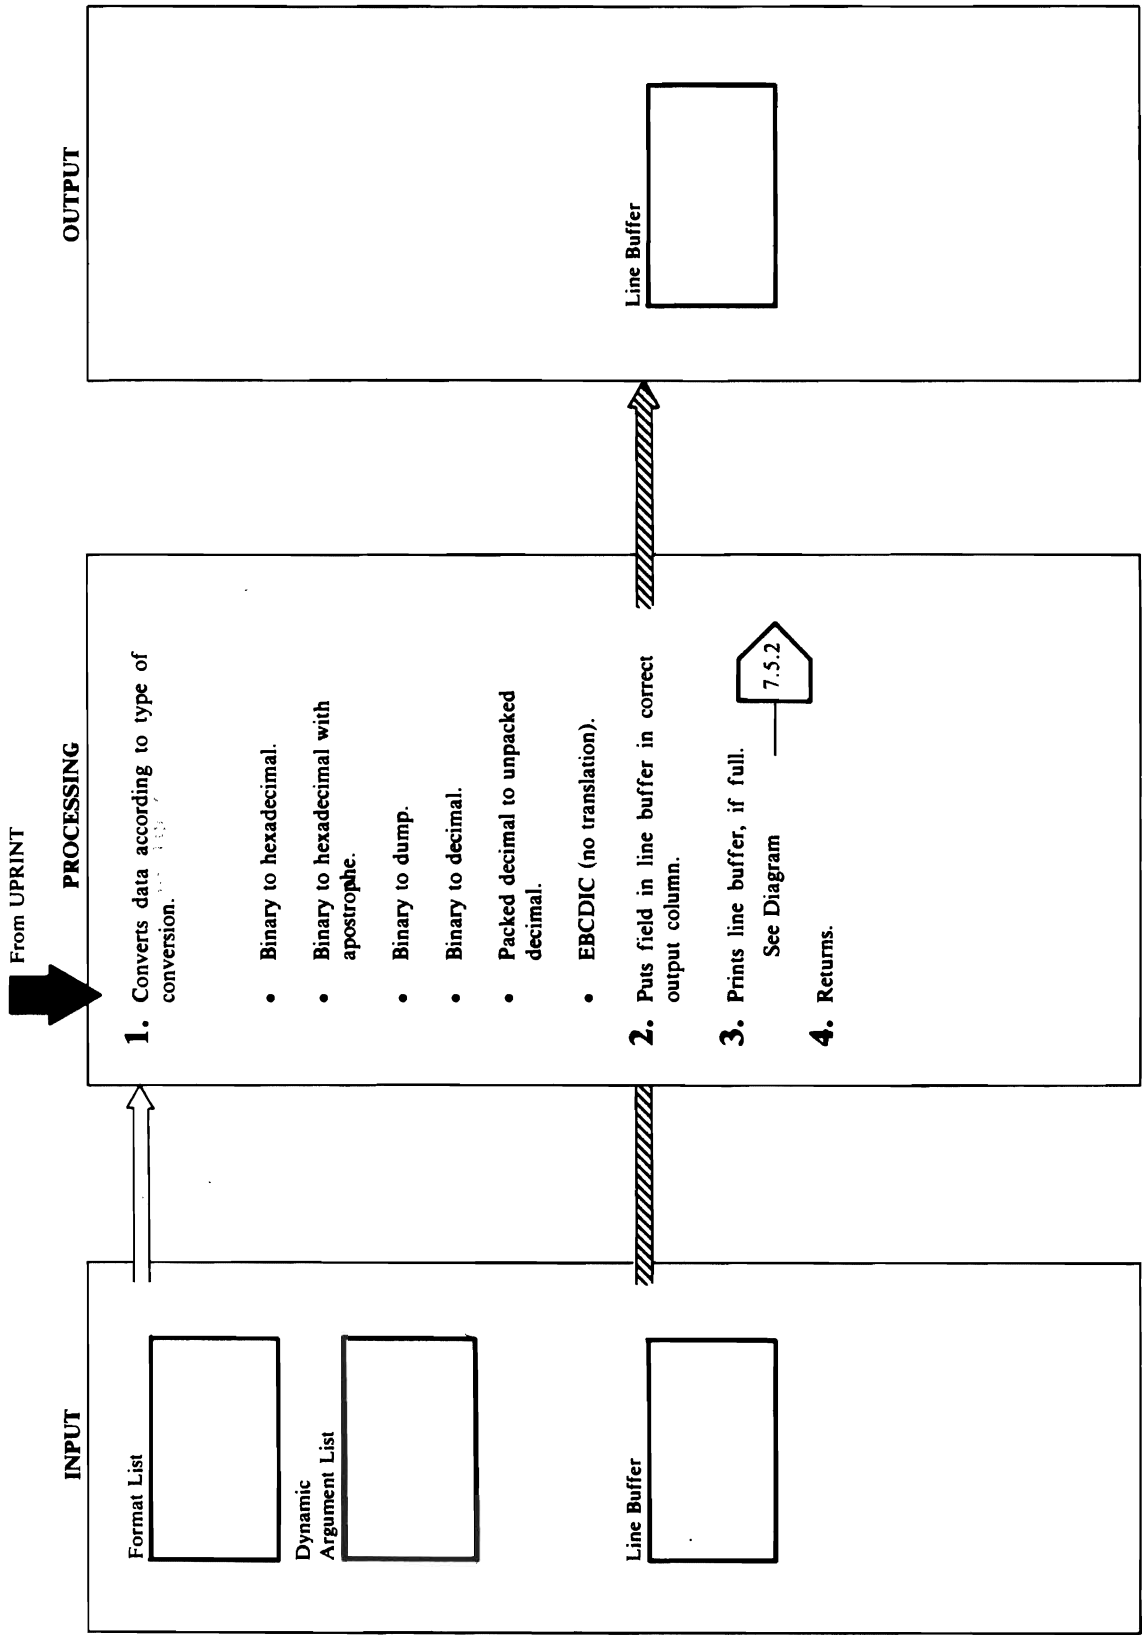 From UPRINT
INPUT
PROCESSING
OUTPUT
Format List
Dynamic
Argument List
Line Buffer
1. Converts data according to type of
conversion.
• Binary to hexadecimal.
• Binary to hexadecimal with
apostrophe.
• Binary to dump.
• Binary to decimal.
• Packed decimal to unpacked
decimal.
• EBCDIC (no translation).
2. Puts field in line buffer in correct
output column.
3. Prints line buffer, if full.
See Diagram
7.5.2
4. Returns.
Line Buffer